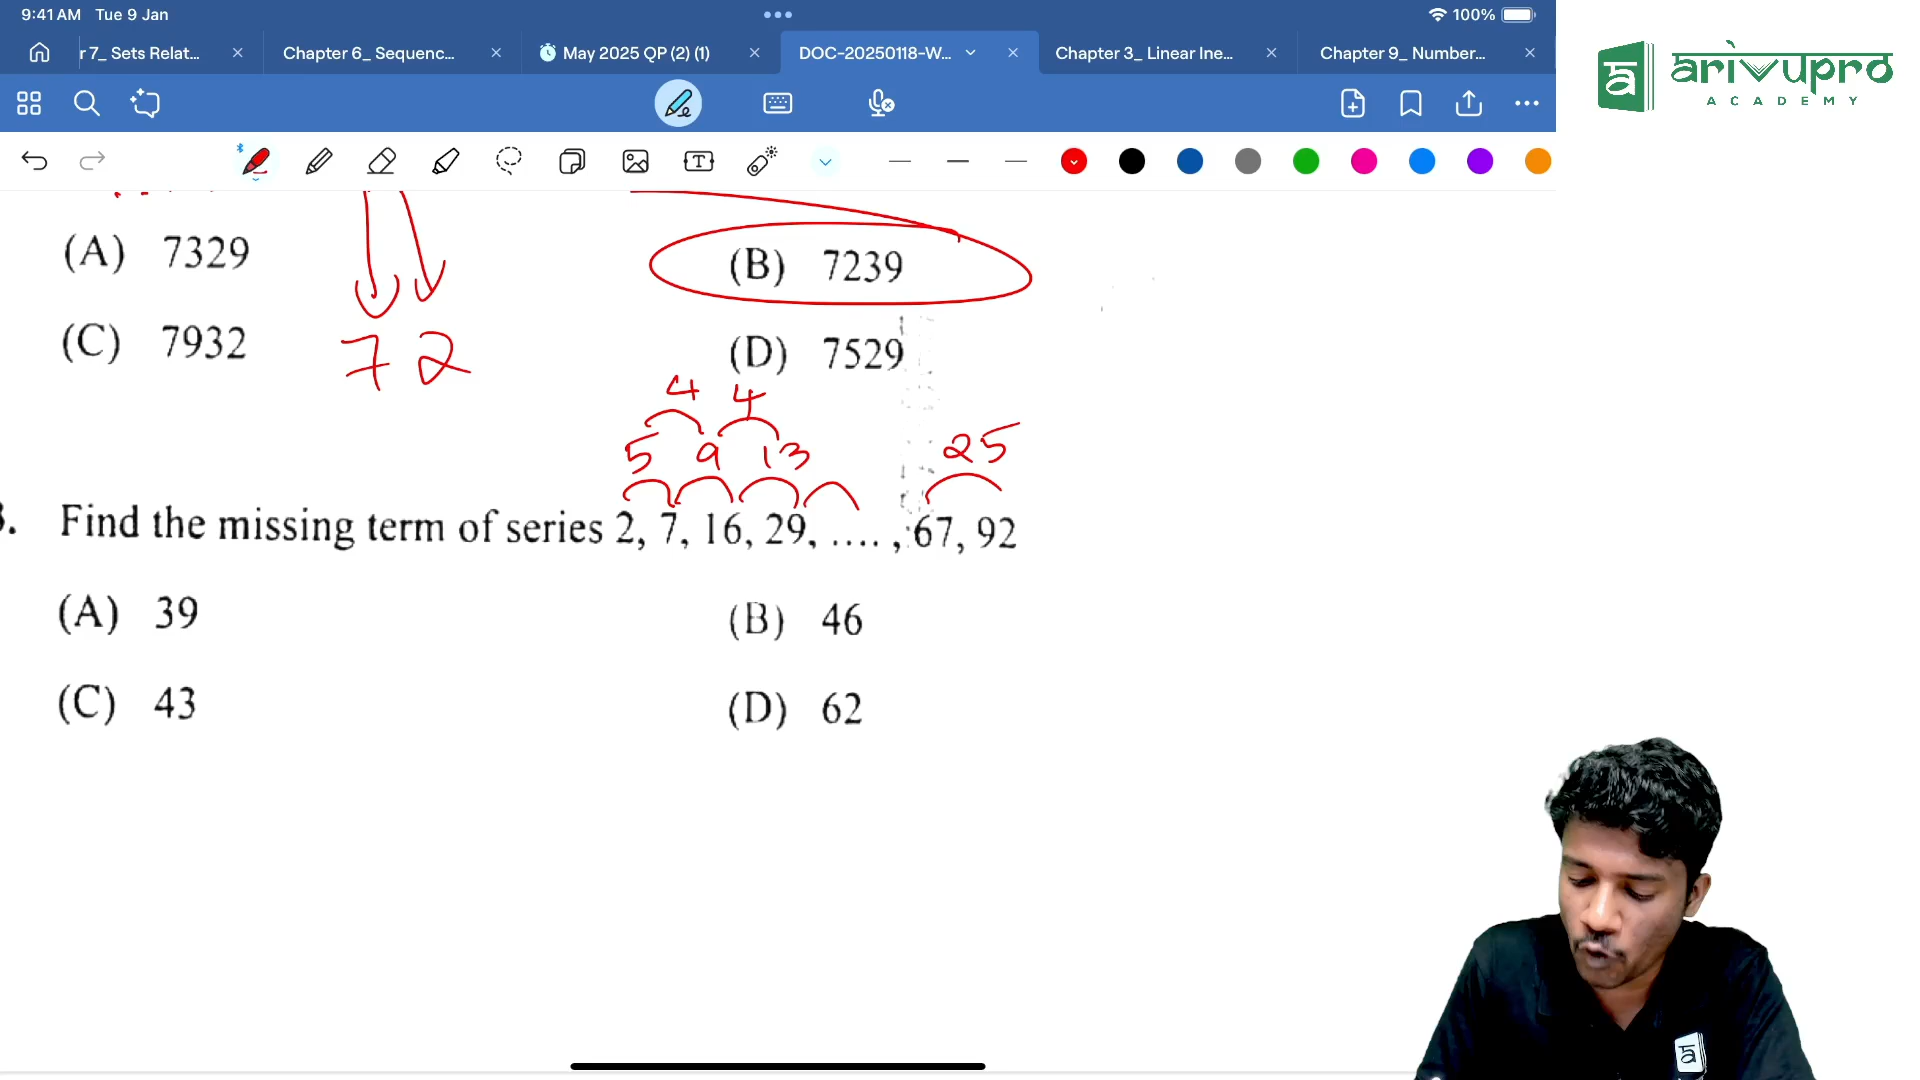 9:41 AM Tue 9 Jan
100%
r 7_ Sets Relat...
Chapter 6_ Sequenc...
May 2025 QP (2) (1)
DOC-20250118-W...
Chapter 3_ Linear Ine...
Chapter 9_ Number...
arivupro
ACADEMY
(A) 7329
(B) 7239
(C) 7932
7 2
(D) 7529
4 4
5 9 13
25
Find the missing term of series 2, 7, 16, 29, .... , 67, 92
(A) 39
(B) 46
(C) 43
(D) 62